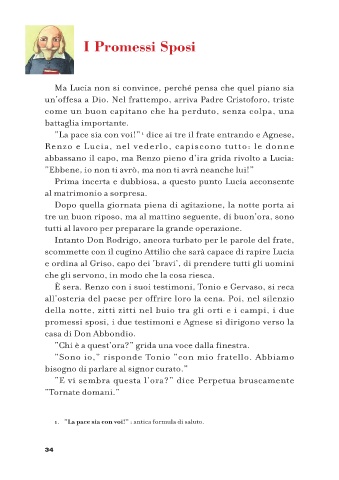 I Promessi Sposi
Ma Lucia non si convince, perché pensa che quel piano sia
un'offesa a Dio. Nel frattempo, arriva Padre Cristoforo, triste
come un buon capitano che ha perduto, senza colpa, una
battaglia importante.
"La pace sia con voi!"¹ dice ai tre il frate entrando e Agnese,
Renzo e Lucia, nel vederlo, capiscono tutto: le donne
abbassano il capo, ma Renzo pieno d'ira grida rivolto a Lucia:
"Ebbene, io non ti avrò, ma non ti avrà neanche lui!"
Prima incerta e dubbiosa, a questo punto Lucia acconsente
al matrimonio a sorpresa.
Dopo quella giornata piena di agitazione, la notte porta ai
tre un buon riposo, ma al mattino seguente, di buon'ora, sono
tutti al lavoro per preparare la grande operazione.
Intanto Don Rodrigo, ancora turbato per le parole del frate,
scommette con il cugino Attilio che sarà capace di rapire Lucia
e ordina al Griso, capo dei 'bravi', di prendere tutti gli uomini
che gli servono, in modo che la cosa riesca.
È sera. Renzo con i suoi testimoni, Tonio e Gervaso, si reca
all'osteria del paese per offrire loro la cena. Poi, nel silenzio
della notte, zitti zitti nel buio tra gli orti e i campi, i due
promessi sposi, i due testimoni e Agnese si dirigono verso la
casa di Don Abbondio.
"Chi è a quest'ora?" grida una voce dalla finestra.
"Sono io," risponde Tonio "con mio fratello. Abbiamo
bisogno di parlare al signor curato."
"E vi sembra questa l'ora?" dice Perpetua bruscamente
"Tornate domani."
1. "La pace sia con voi!" : antica formula di saluto.
34